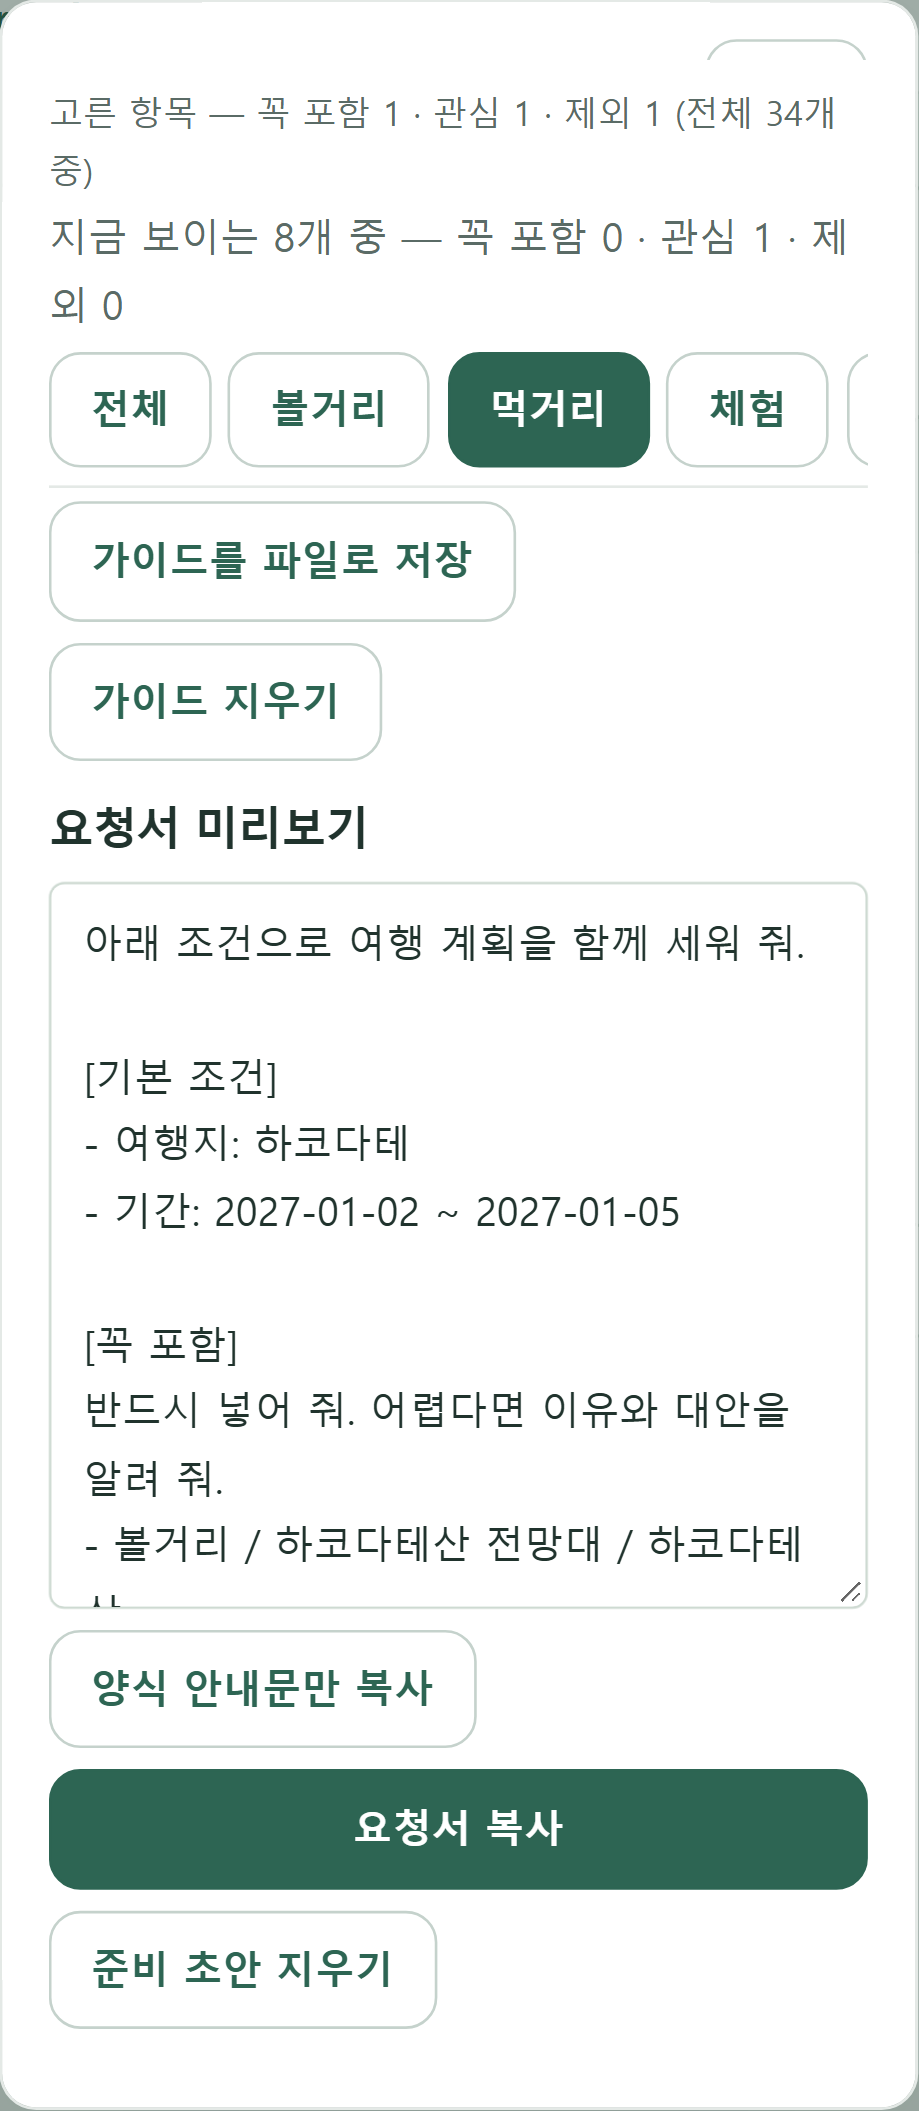 고른 항목 — 꼭 포함 1 · 관심 1 · 제외 1 (전체 34개
중)
지금 보이는 8개 중 — 꼭 포함 0 · 관심 1 · 제
외 0
전체 볼거리 먹거리 체험
가이드를 파일로 저장
가이드 지우기
요청서 미리보기
아래 조건으로 여행 계획을 함께 세워 줘.
[기본 조건]
- 여행지: 하코다테
- 기간: 2027-01-02 ~ 2027-01-05
[꼭 포함]
반드시 넣어 줘. 어렵다면 이유와 대안을
알려 줘.
- 볼거리 / 하코다테산 전망대 / 하코다테
양식 안내문만 복사
요청서 복사
준비 초안 지우기